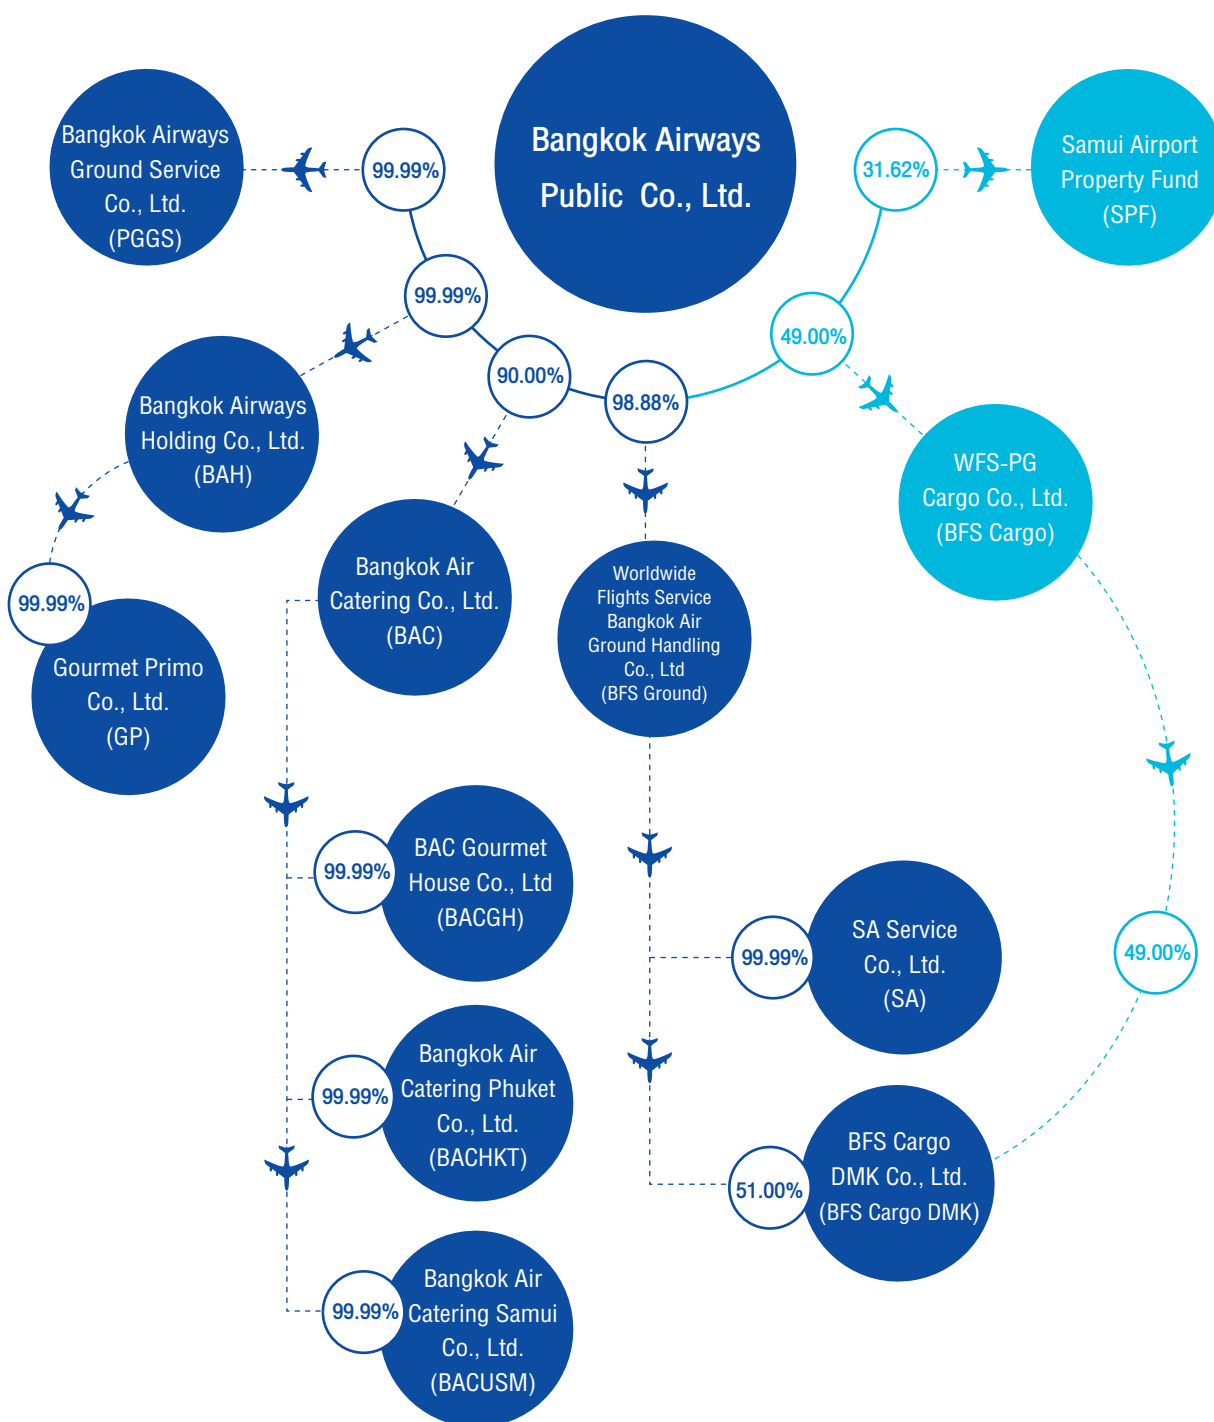 Bangkok Airways
Public Co., Ltd.
Bangkok Airways
Ground Service
Co., Ltd.
(PGGS)
99.99%
31.62%
Samui Airport
Property Fund
(SPF)
99.99%
49.00%
90.00%
98.88%
Bangkok Airways
Holding Co., Ltd.
(BAH)
WFS-PG
Cargo Co., Ltd.
(BFS Cargo)
99.99%
Gourmet Primo
Co., Ltd.
(GP)
Bangkok Air
Catering Co., Ltd.
(BAC)
Worldwide
Flights Service
Bangkok Air
Ground Handling
Co., Ltd
(BFS Ground)
99.99%
BAC Gourmet
House Co., Ltd
(BACGH)
99.99%
SA Service
Co., Ltd.
(SA)
49.00%
99.99%
Bangkok Air
Catering Phuket
Co., Ltd.
(BACHKT)
51.00%
BFS Cargo
DMK Co., Ltd.
(BFS Cargo DMK)
99.99%
Bangkok Air
Catering Samui
Co., Ltd.
(BACUSM)